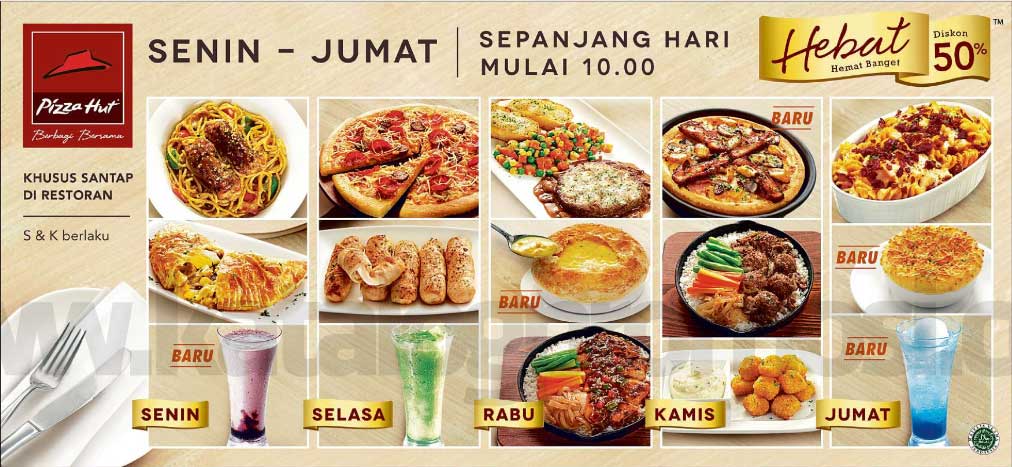 SENIN – JUMAT
SEPANJANG HARI
MULAI 10.00
Hebat
Hemat Banget
Diskon
50%
TM
Pizza Hut
Berbagi Bersama
KHUSUS SANTAP
DI RESTORAN
S & K berlaku
BARU
BARU
BARU
BARU
BARU
SENIN
SELASA
RABU
KAMIS
JUMAT